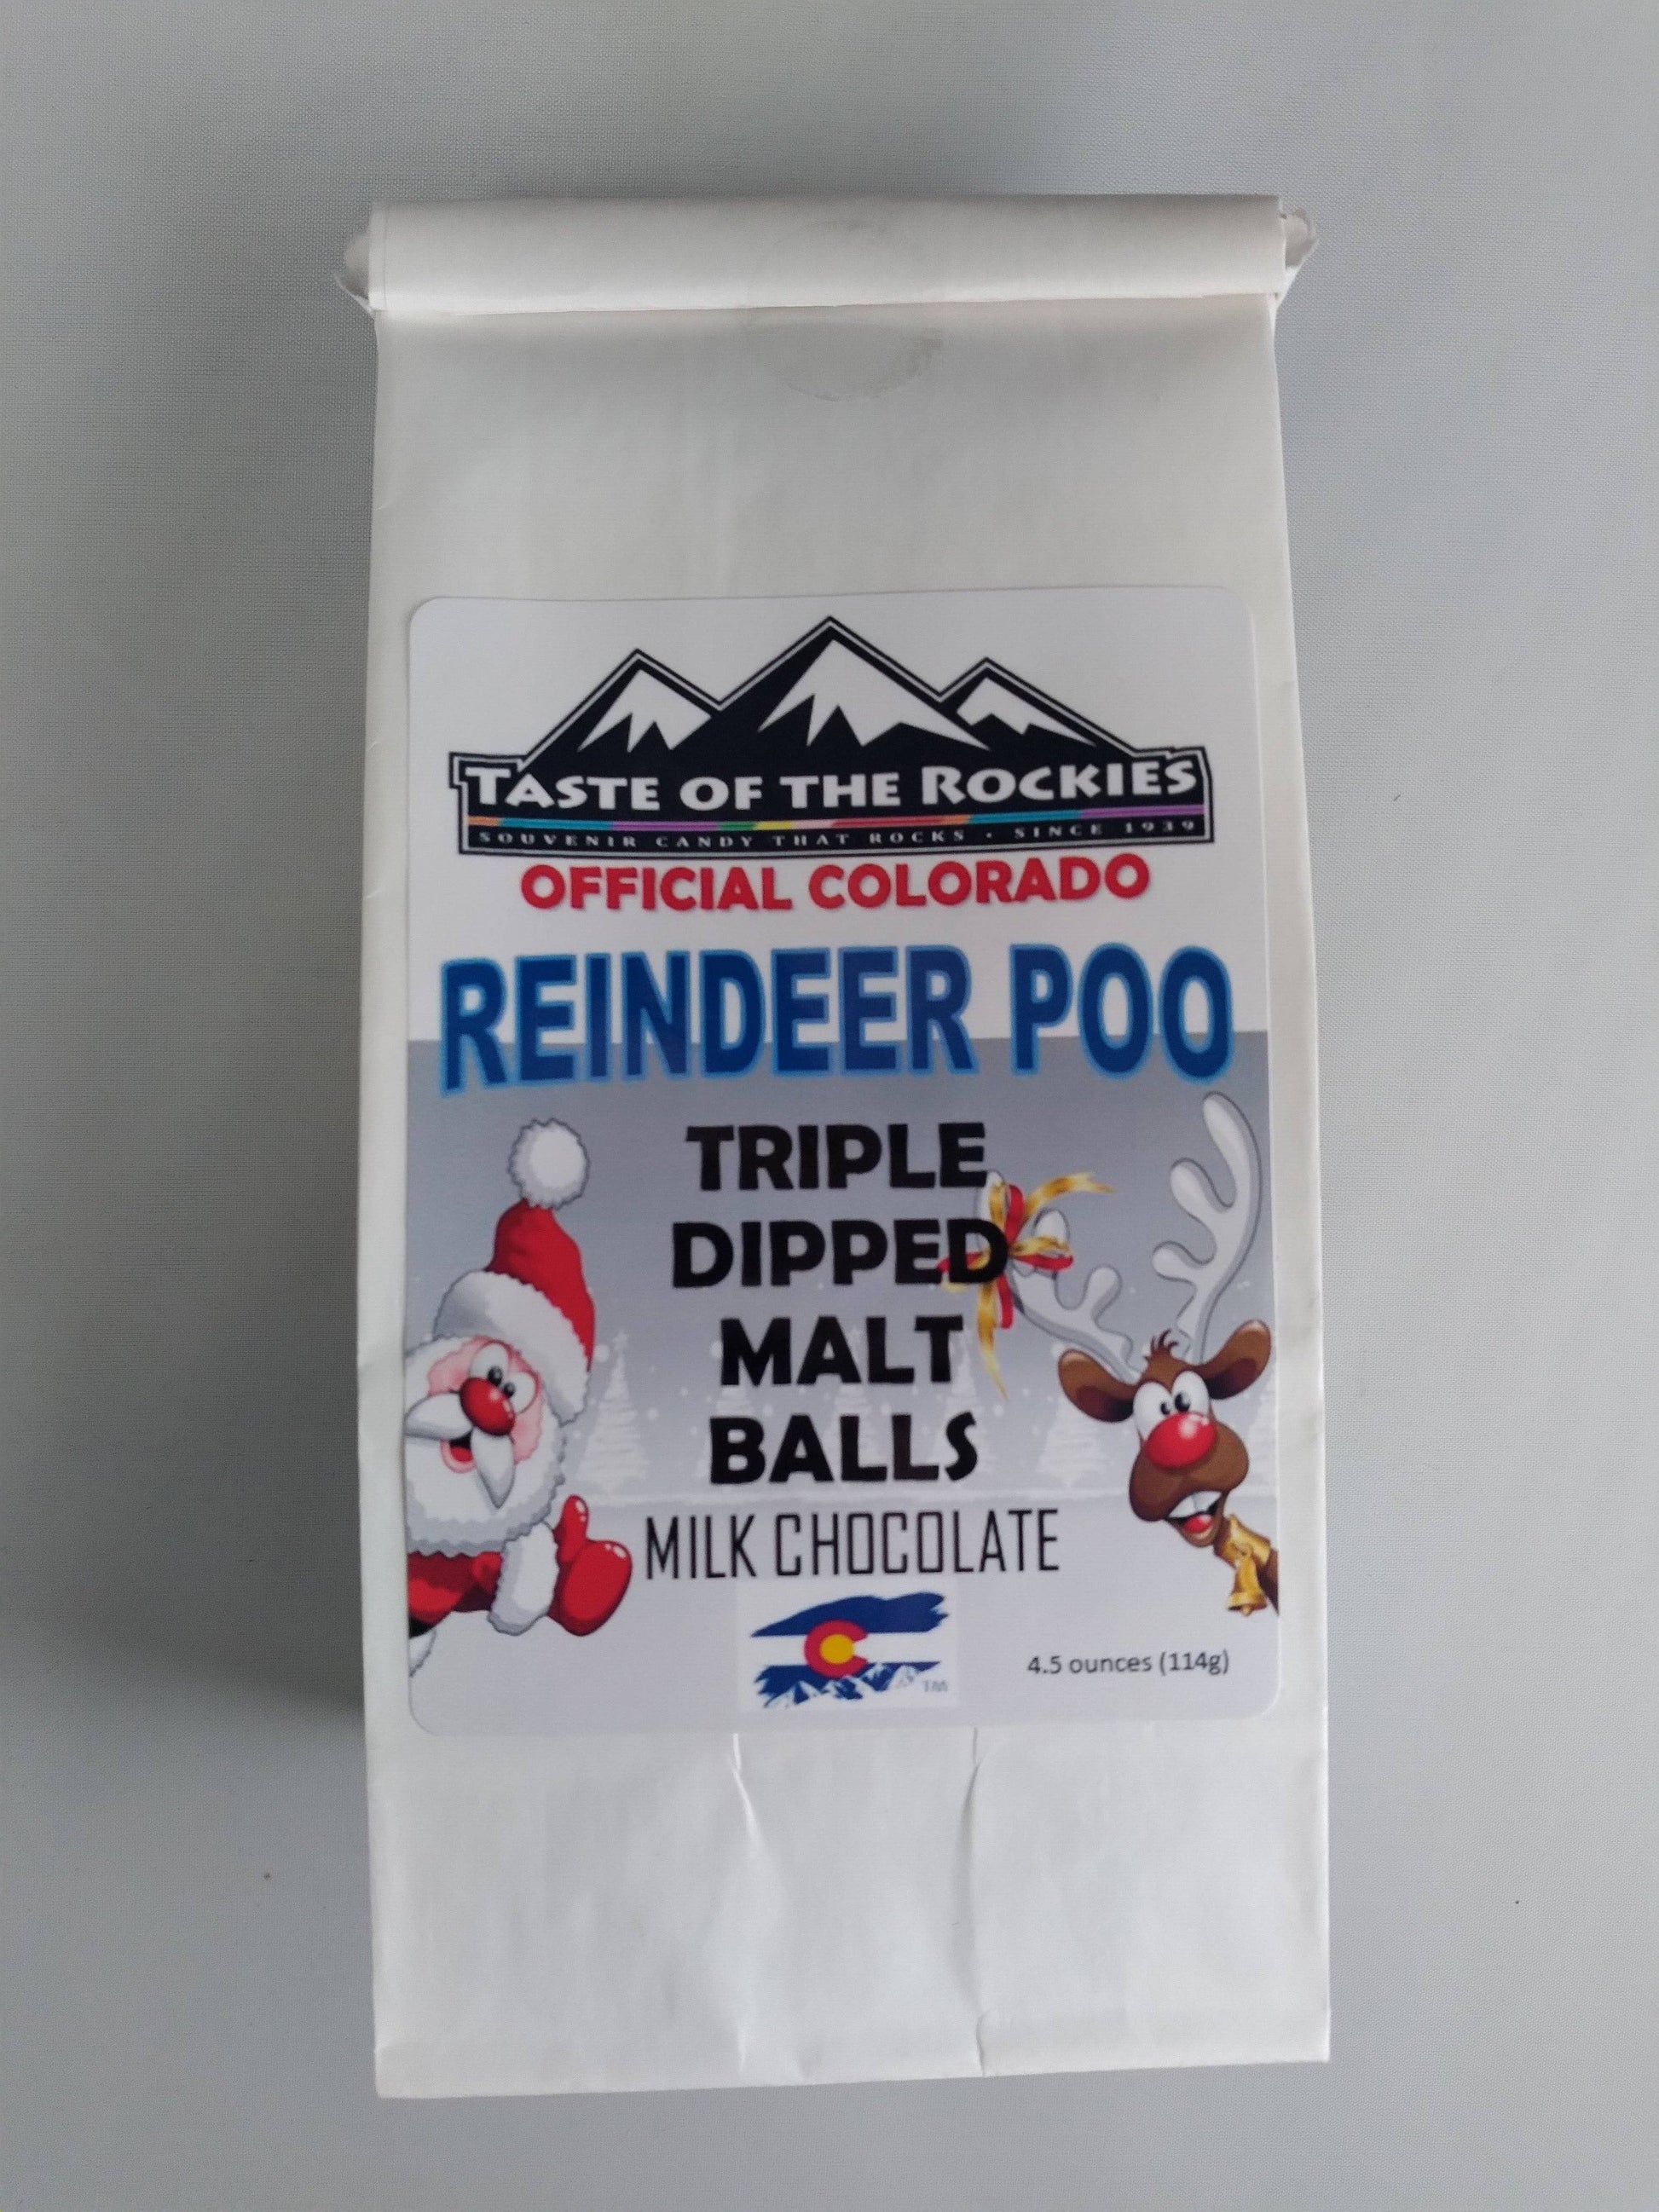 TASTE OF THE ROCKIES
SOUVENIR CANDY THAT ROCKS • SINCE 1939
OFFICIAL COLORADO
REINDEER POO
TRIPLE
DIPPED
MALT
BALLS
MILK CHOCOLATE
C
TM
4.5 ounces (114g)